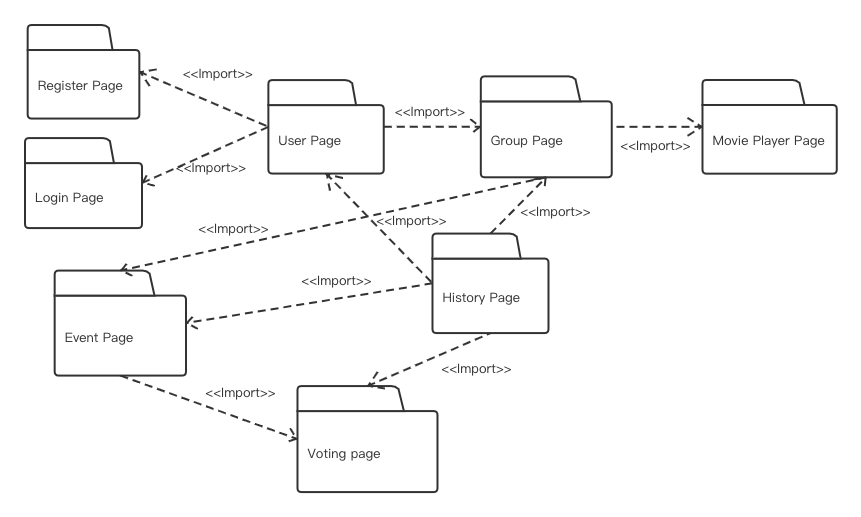 <<Import>>
Register Page
<<Import>>
User Page
Group Page
Movie Player Page
<<Import>>
<<Import>>
Login Page
<<Import>>
<<Import>>
<<Import>>
<<Import>>
History Page
Event Page
<<Import>>
<<Import>>
Voting page